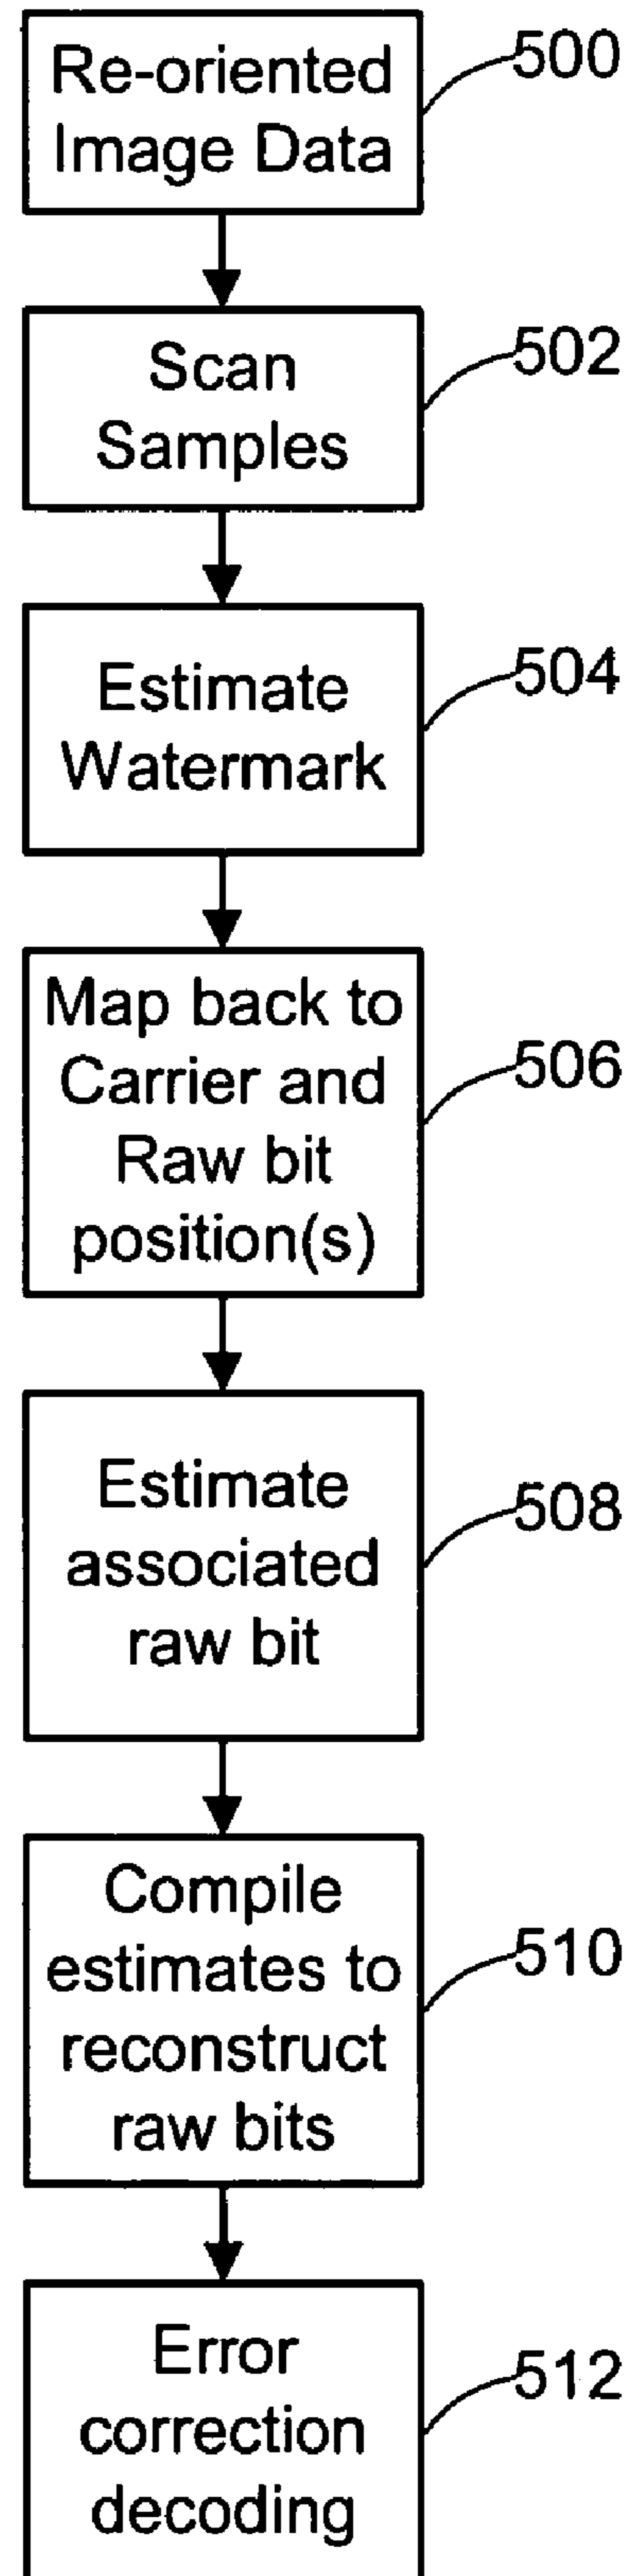 Re-oriented
Image Data
500
Scan
Samples
502
Estimate
Watermark
504
Map back to
Carrier and
Raw bit
position(s)
506
Estimate
associated
raw bit
508
Compile
estimates to
reconstruct
raw bits
510
Error
correction
decoding
512